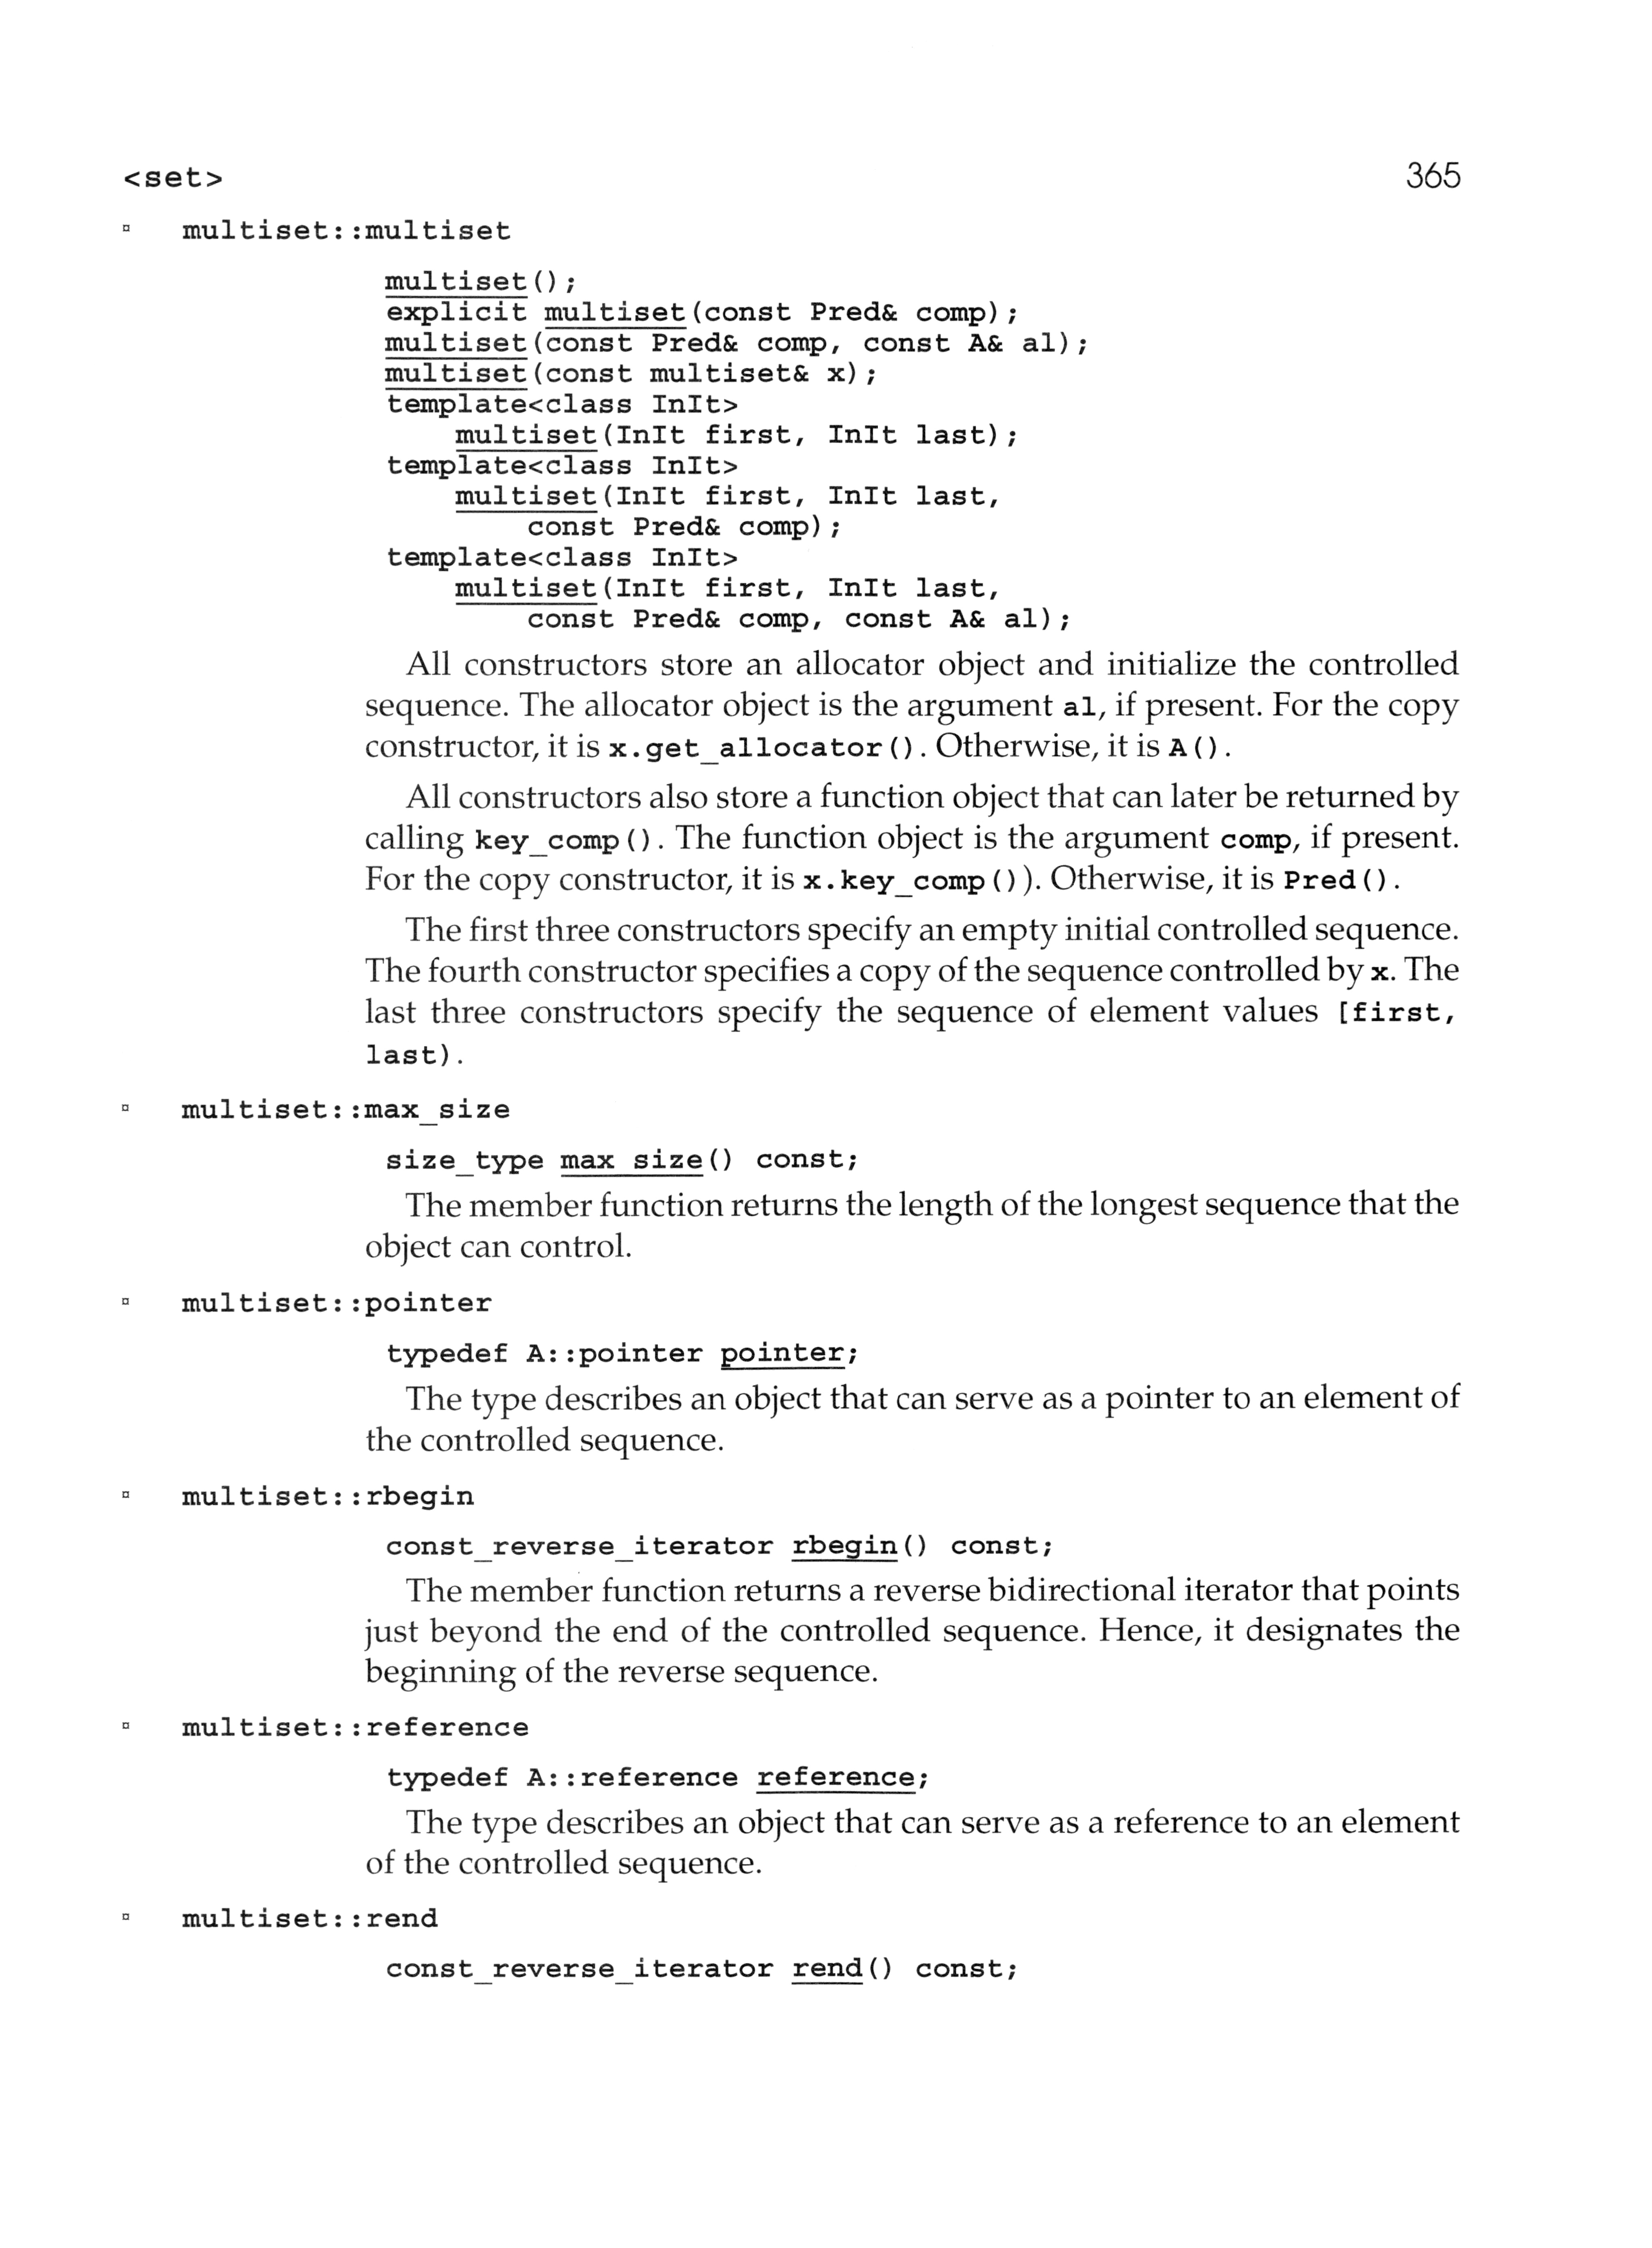 <set>
365
¤ multiset::multiset
multiset();
explicit multiset(const Pred& comp);
multiset(const Pred& comp, const A& al);
multiset(const multiset& x);
template<class InIt>
multiset(InIt first, InIt last);
template<class InIt>
multiset(InIt first, InIt last,
const Pred& comp);
template<class InIt>
multiset(InIt first, InIt last,
const Pred& comp, const A& al);
All constructors store an allocator object and initialize the controlled
sequence. The allocator object is the argument al, if present. For the copy
constructor, it is x.get_allocator(). Otherwise, it is A().
All constructors also store a function object that can later be returned by
calling key_comp(). The function object is the argument comp, if present.
For the copy constructor, it is x.key_comp()). Otherwise, it is Pred().
The first three constructors specify an empty initial controlled sequence.
The fourth constructor specifies a copy of the sequence controlled by x. The
last three constructors specify the sequence of element values [first,
last).
¤ multiset::max_size
size_type max_size() const;
The member function returns the length of the longest sequence that the
object can control.
¤ multiset::pointer
typedef A::pointer pointer;
The type describes an object that can serve as a pointer to an element of
the controlled sequence.
¤ multiset::rbegin
const_reverse_iterator rbegin() const;
The member function returns a reverse bidirectional iterator that points
just beyond the end of the controlled sequence. Hence, it designates the
beginning of the reverse sequence.
¤ multiset::reference
typedef A::reference reference;
The type describes an object that can serve as a reference to an element
of the controlled sequence.
¤ multiset::rend
const_reverse_iterator rend() const;